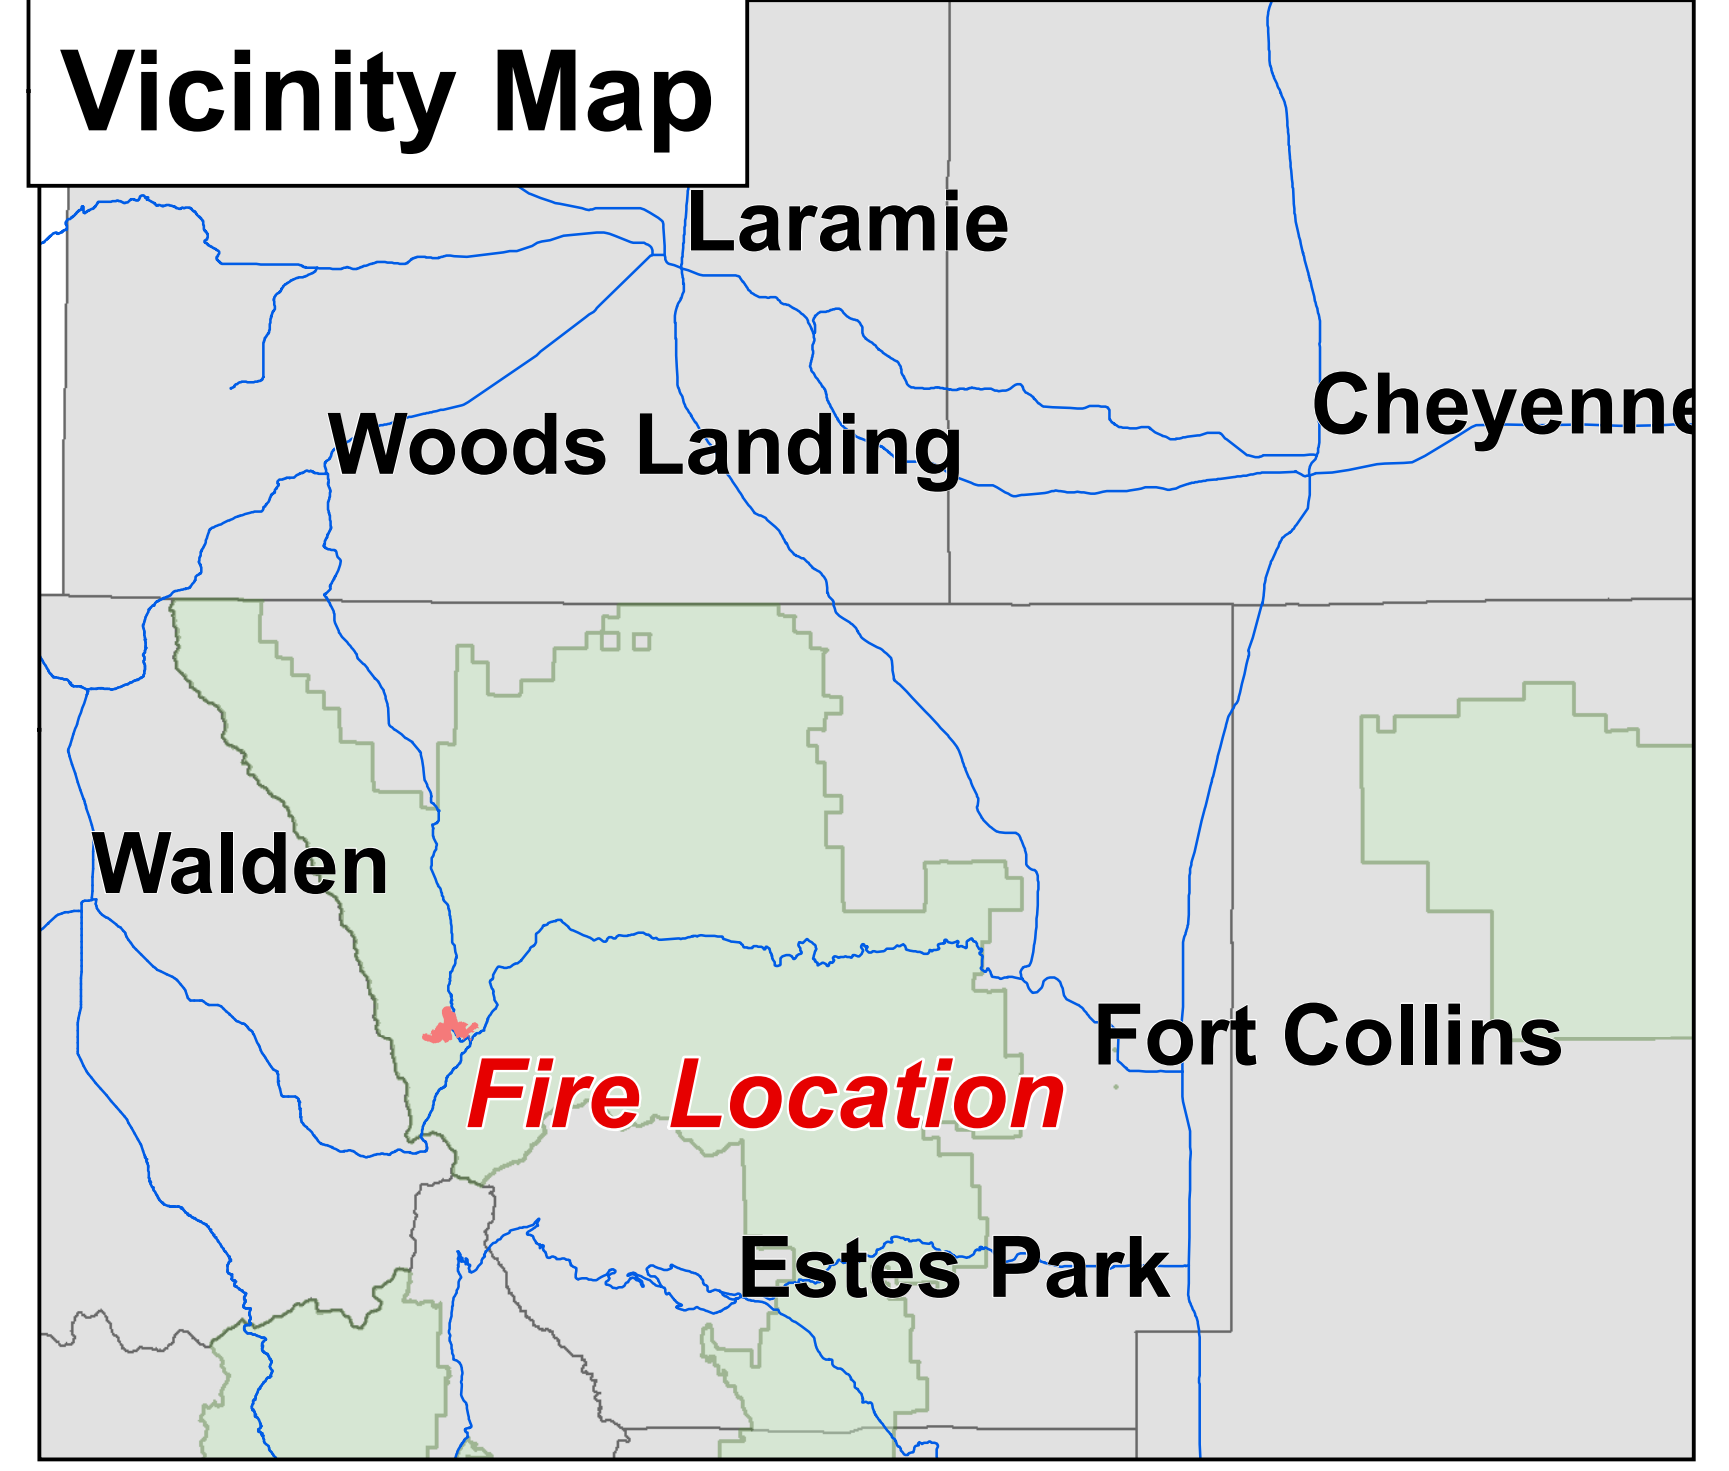 Vicinity Map
Laramie
Cheyenne
Woods Landing
Walden
Fort Collins
Fire Location
Estes Park